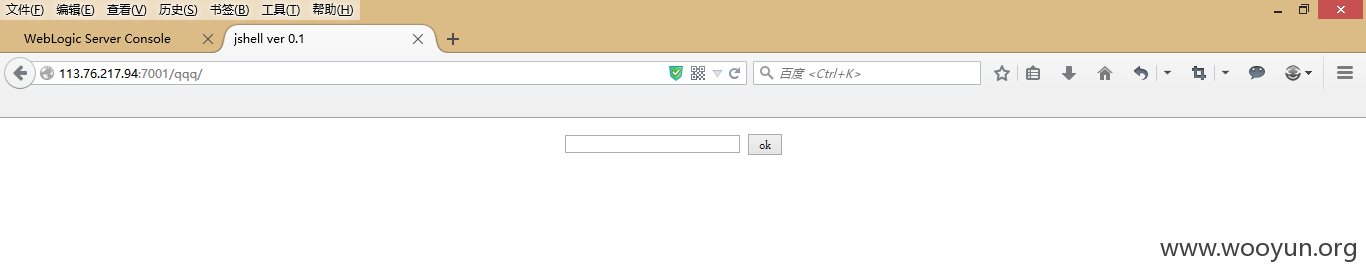 文件(F) 编辑(E) 查看(V) 历史(S) 书签(B) 工具(T) 帮助(H)
WebLogic Server Console jshell ver 0.1
113.76.217.94:7001/qqq/ 百度 <Ctrl+K>
ok
www.wooyun.org